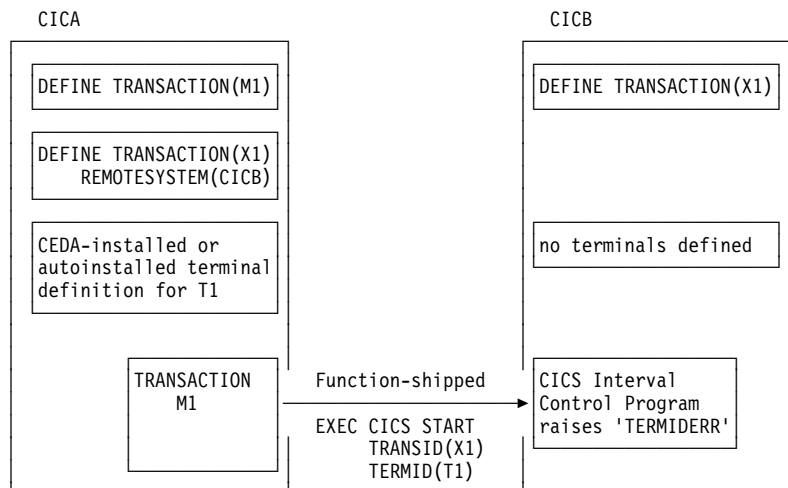 CICA
CICB
DEFINE TRANSACTION(M1)
DEFINE TRANSACTION(X1)
DEFINE TRANSACTION(X1)
REMOTESYSTEM(CICB)
CEDA-installed or
autoinstalled terminal
definition for T1
no terminals defined
TRANSACTION
M1
Function-shipped
EXEC CICS START
TRANSID(X1)
TERMID(T1)
CICS Interval
Control Program
raises 'TERMIDERR'